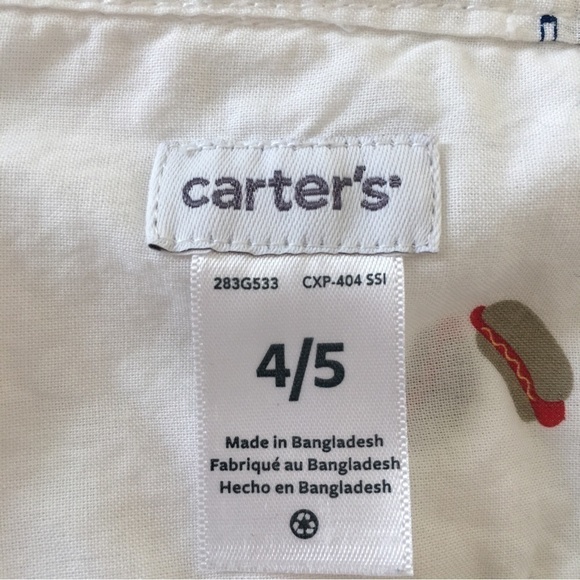 carter's
283G533 CXP-404 SSI
4/5
Made in Bangladesh
Fabriqué au Bangladesh
Hecho en Bangladesh